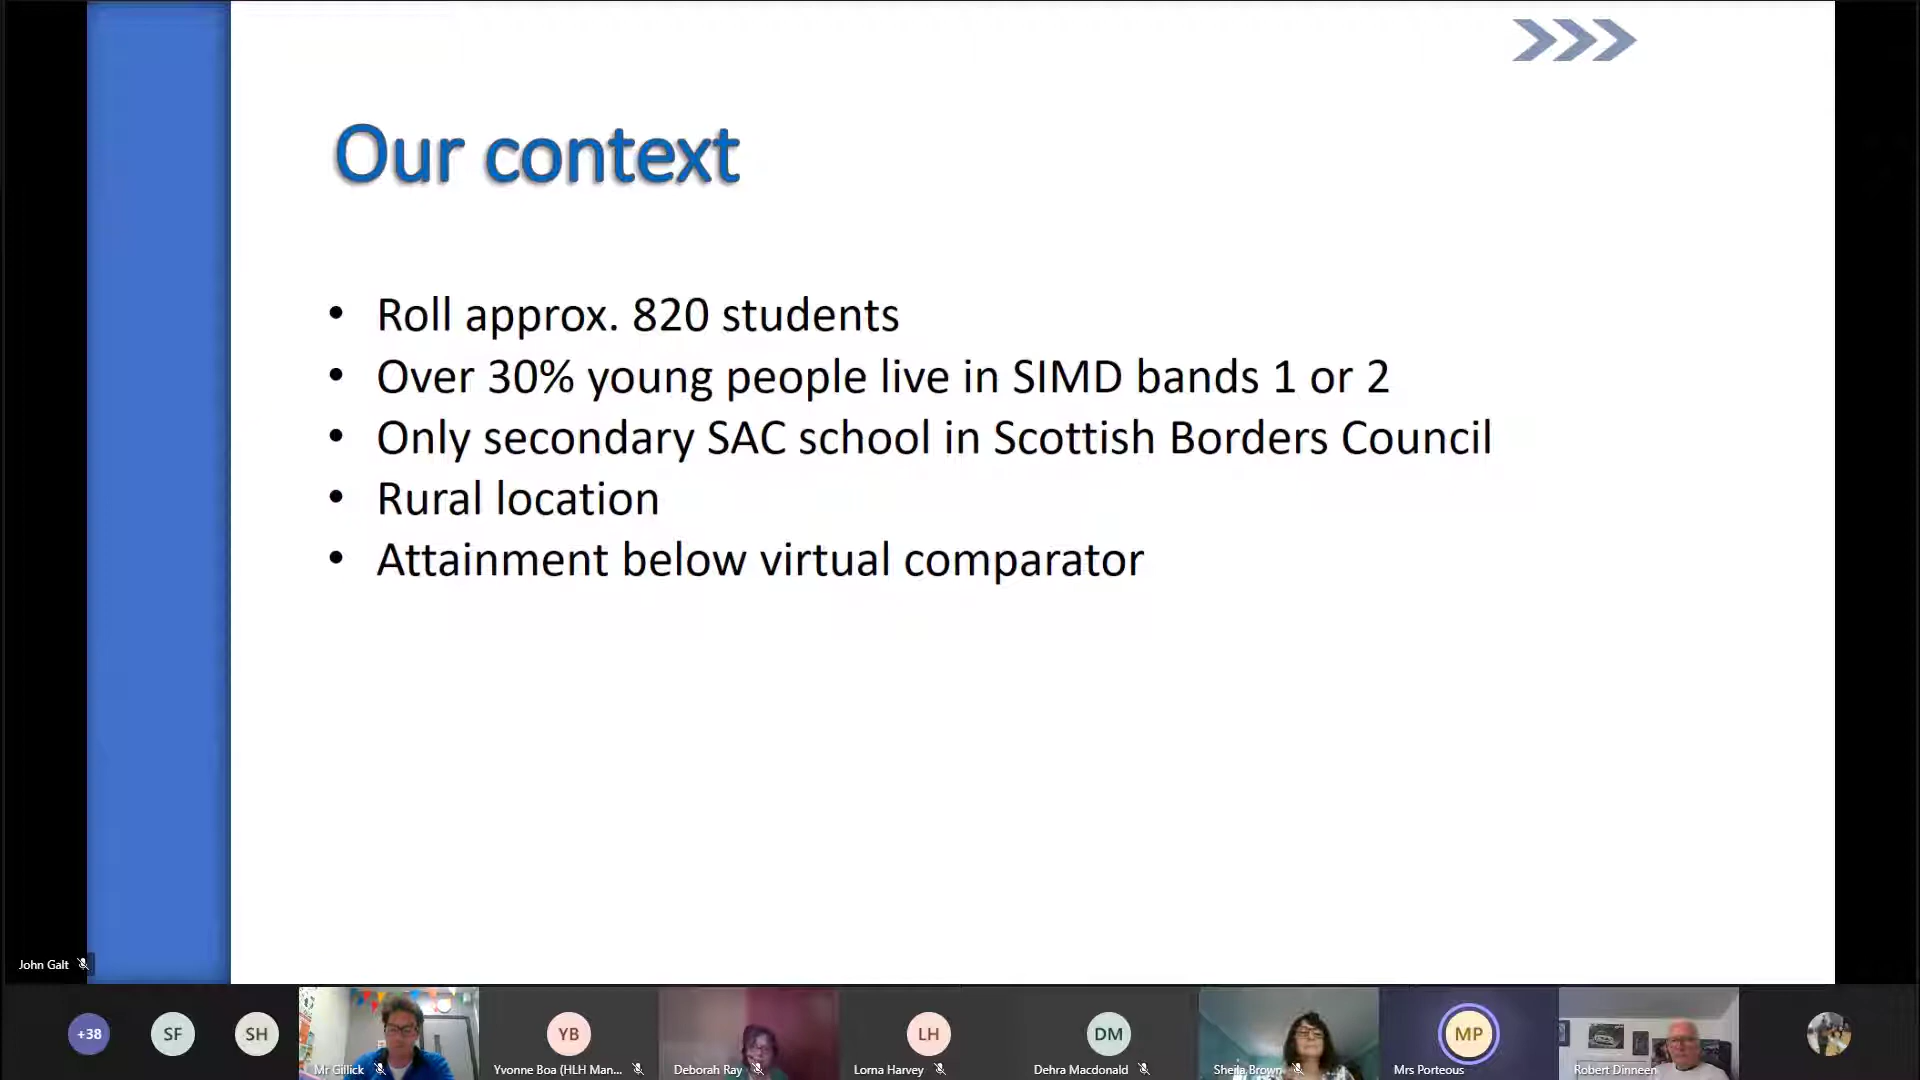 Our context
• Roll approx. 820 students
• Over 30% young people live in SIMD bands 1 or 2
• Only secondary SAC school in Scottish Borders Council
• Rural location
• Attainment below virtual comparator
John Galt
+38
SF
SH
Mr Gillick
YB
Yvonne Boa (HLH Man...
Deborah Ray
LH
Lorna Harvey
DM
Dehra Macdonald
Sheila Brown
MP
Mrs Porteous
Robert Dinneen